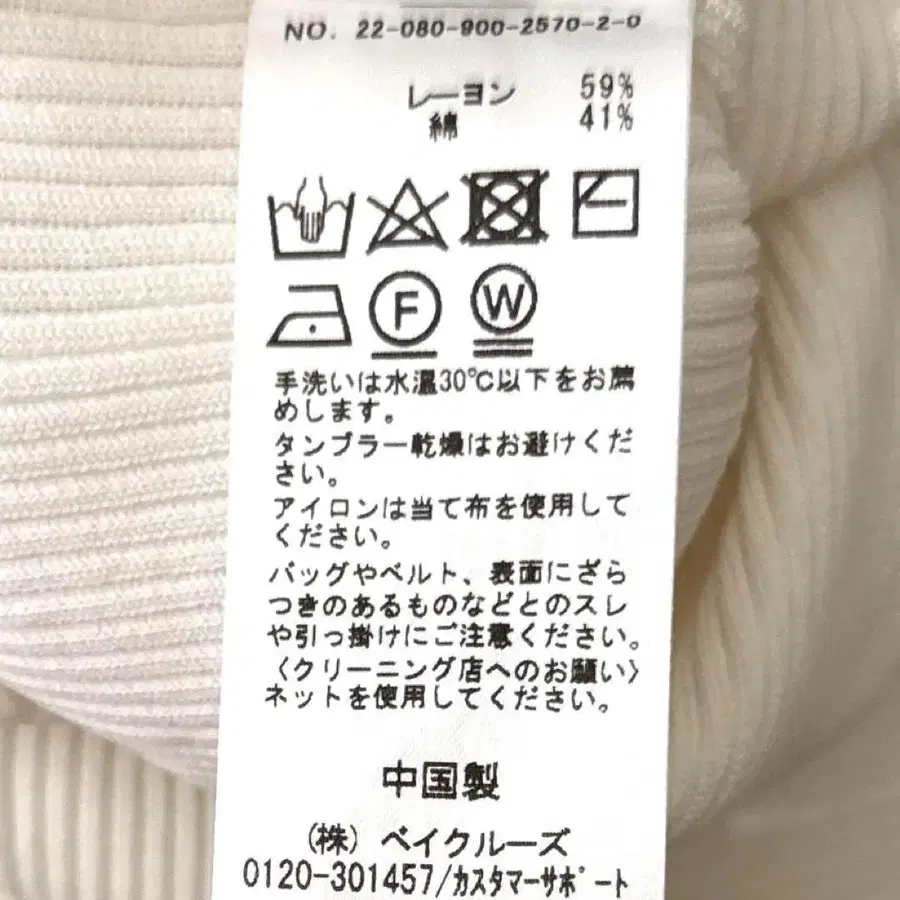 NO. 22-080-900-2570-2-0
レーヨン 59%
綿 41%
F W
手洗いは水温30℃以下をお薦
めします。
タンブラー乾燥はお避けくだ
さい。
アイロンは当て布を使用して
ください。
バッグやベルト、表面にざら
つきのあるものなどとのスレ
や引っ掛けにご注意ください。
〈クリーニング店へのお願い〉
ネットを使用してください。
中国製
(株) ベイクルーズ
0120-301457/カスタマーサポート